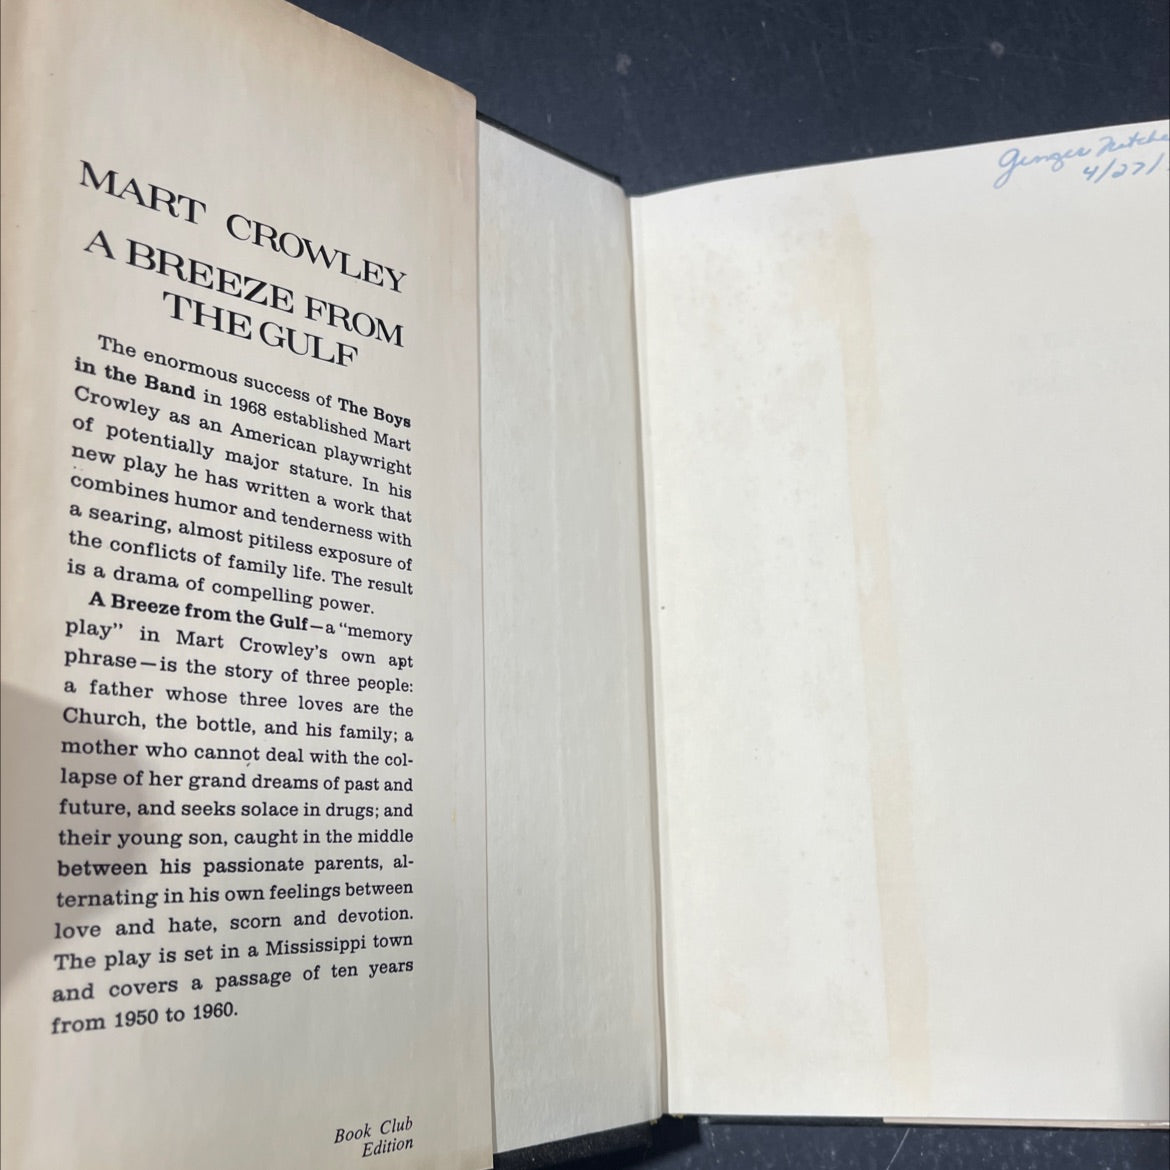 MART CROWLEY
A BREEZE FROM
THE GULF
The enormous success of The Boys
in the Band in 1968 established Mart
Crowley as an American playwright
of potentially major stature. In his
new play he has written a work that
combines humor and tenderness with
a searing, almost pitiless exposure of
the conflicts of family life. The result
is a drama of compelling power.
A Breeze from the Gulf—a “memory
play” in Mart Crowley’s own apt
phrase—is the story of three people:
a father whose three loves are the
Church, the bottle, and his family; a
mother who cannot deal with the col-
lapse of her grand dreams of past and
future, and seeks solace in drugs; and
their young son, caught in the middle
between his passionate parents, al-
ternating in his own feelings between
love and hate, scorn and devotion.
The play is set in a Mississippi town
and covers a passage of ten years
from 1950 to 1960.
Book Club
Edition
Ginger
4/27/